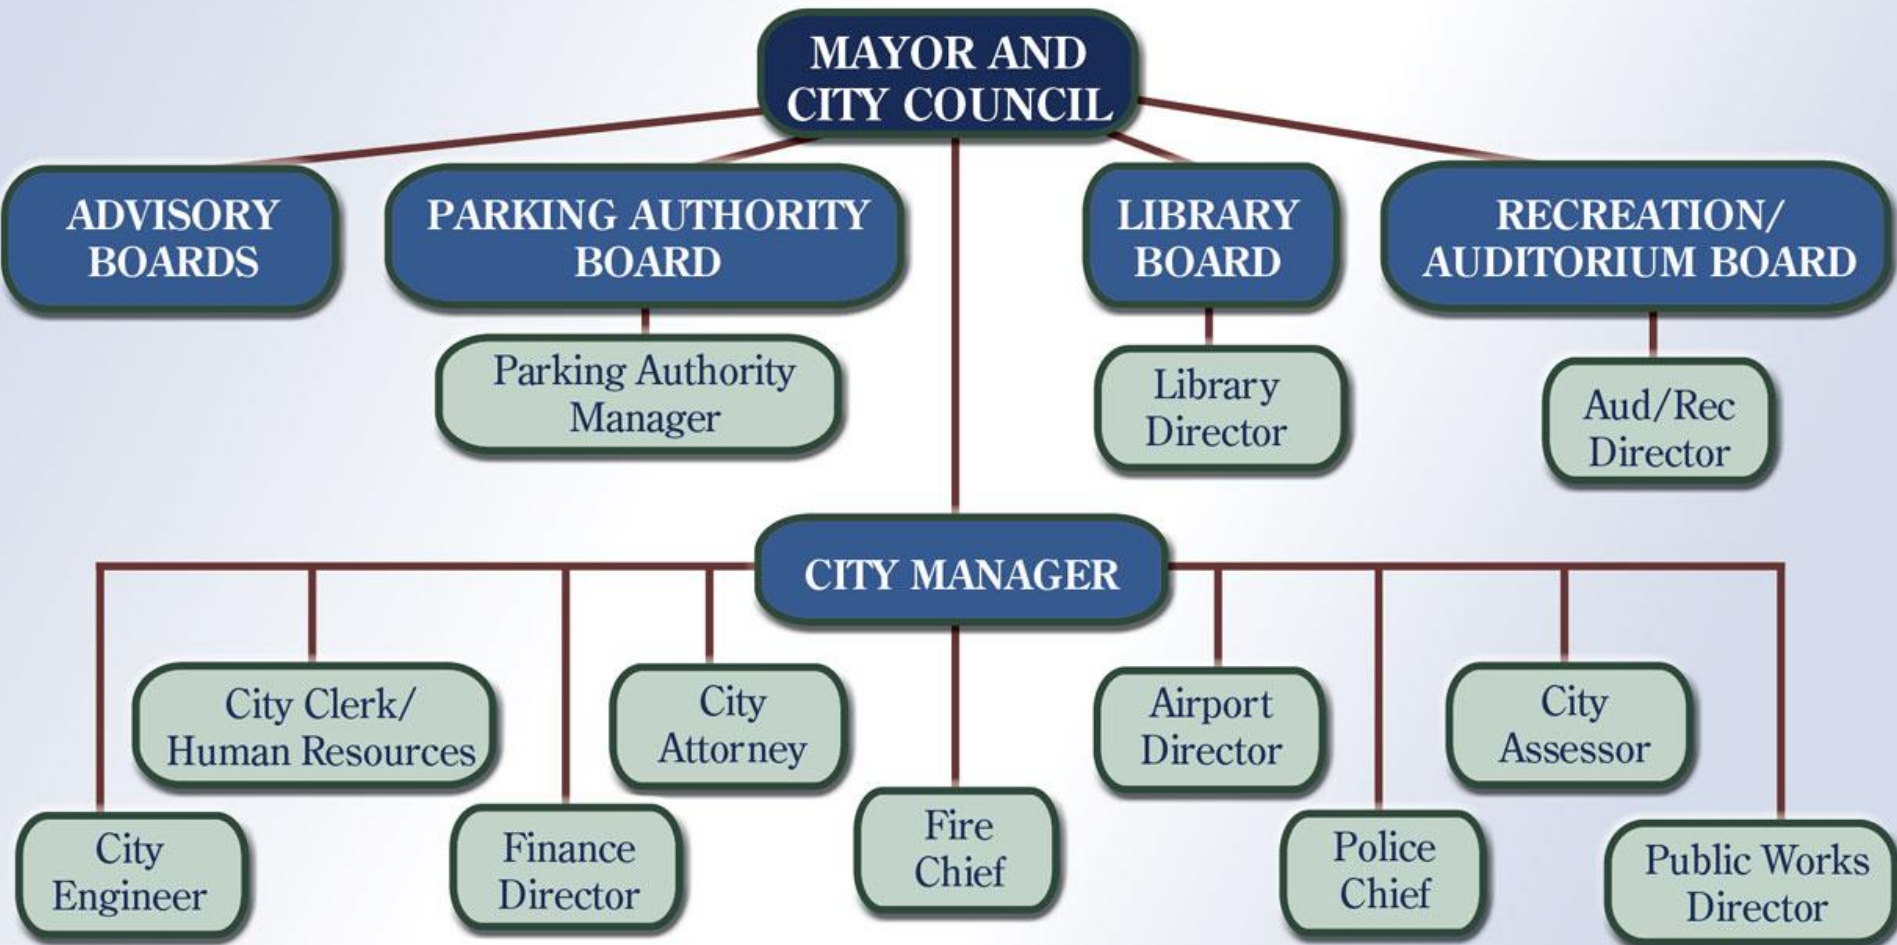 MAYOR AND
CITY COUNCIL
ADVISORY
BOARDS
PARKING AUTHORITY
BOARD
LIBRARY
BOARD
RECREATION/
AUDITORIUM BOARD
Parking Authority
Manager
Library
Director
Aud/Rec
Director
CITY MANAGER
City
Engineer
City Clerk/
Human Resources
Finance
Director
City
Attorney
Fire
Chief
Airport
Director
Police
Chief
City
Assessor
Public Works
Director